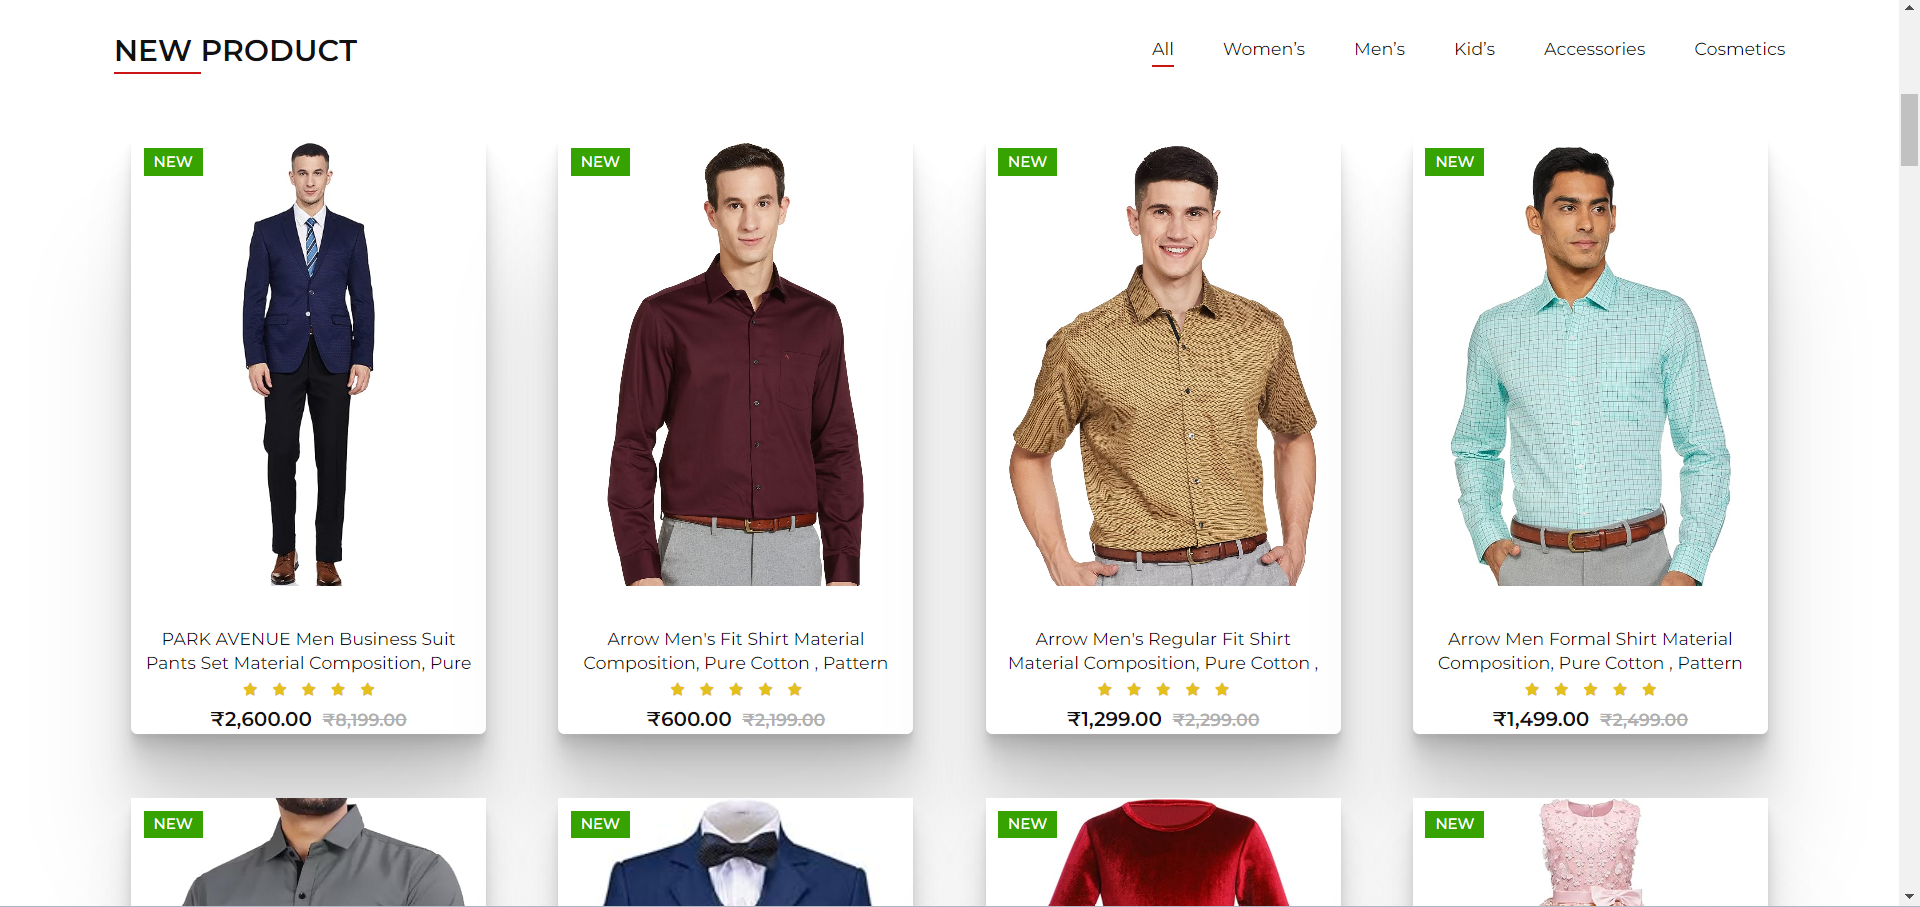 NEW PRODUCT
All Women's Men's Kid's Accessories Cosmetics
NEW
NEW
NEW
NEW
PARK AVENUE Men Business Suit
Pants Set Material Composition, Pure
₹2,600.00 ₹8,199.00
Arrow Men's Fit Shirt Material
Composition, Pure Cotton , Pattern
₹600.00 ₹2,199.00
Arrow Men's Regular Fit Shirt
Material Composition, Pure Cotton ,
₹1,299.00 ₹2,299.00
Arrow Men Formal Shirt Material
Composition, Pure Cotton , Pattern
₹1,499.00 ₹2,499.00
NEW
NEW
NEW
NEW